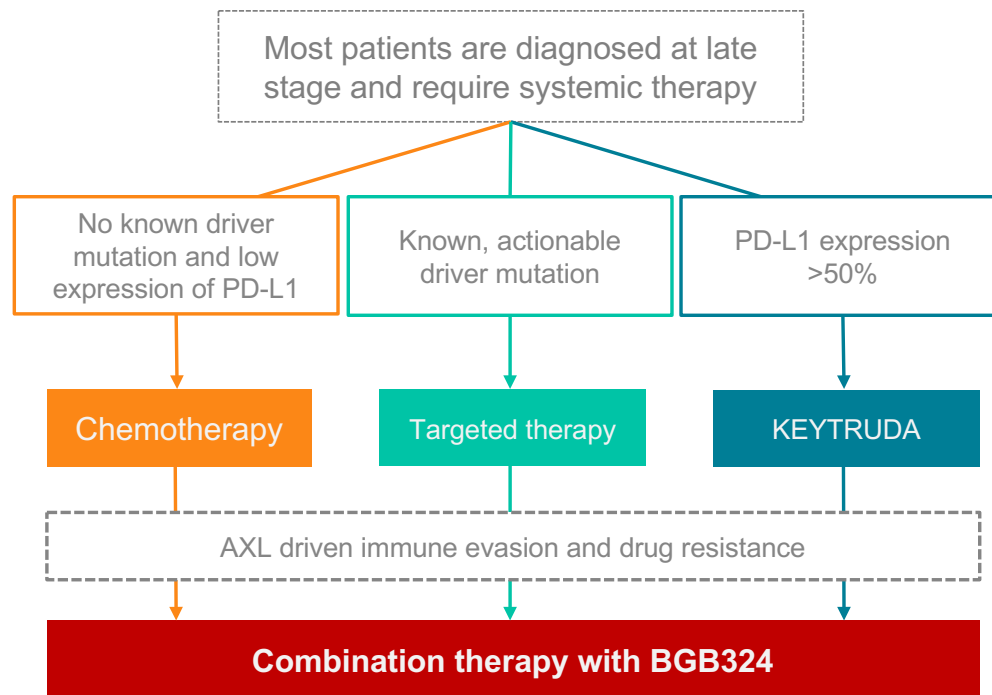 Most patients are diagnosed at late
stage and require systemic therapy
No known driver
mutation and low
expression of PD-L1
Known, actionable
driver mutation
PD-L1 expression
>50%
Chemotherapy
Targeted therapy
KEYTRUDA
AXL driven immune evasion and drug resistance
Combination therapy with BGB324